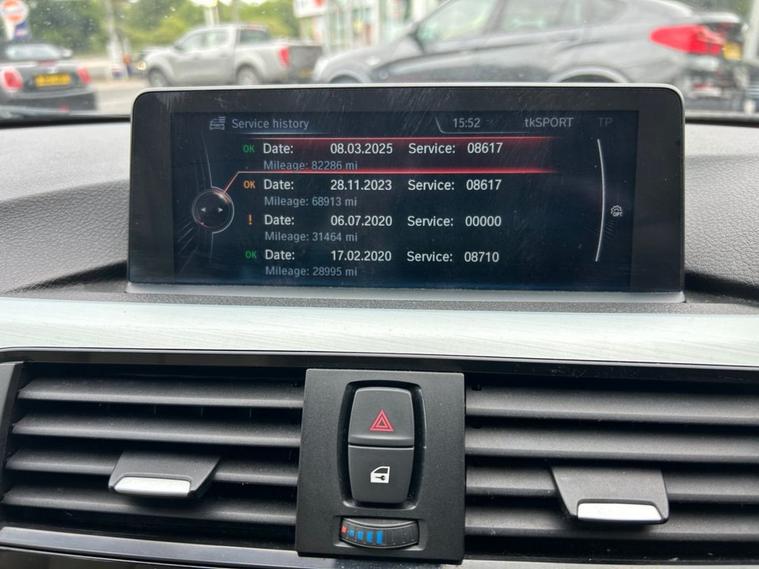 Service history 15:52 tkSPORT TP
OK Date: 08.03.2025 Service: 08617
Mileage: 82286 mi
OK Date: 28.11.2023 Service: 08617
Mileage: 68913 mi
! Date: 06.07.2020 Service: 00000
Mileage: 31464 mi
OK Date: 17.02.2020 Service: 08710
Mileage: 28995 mi